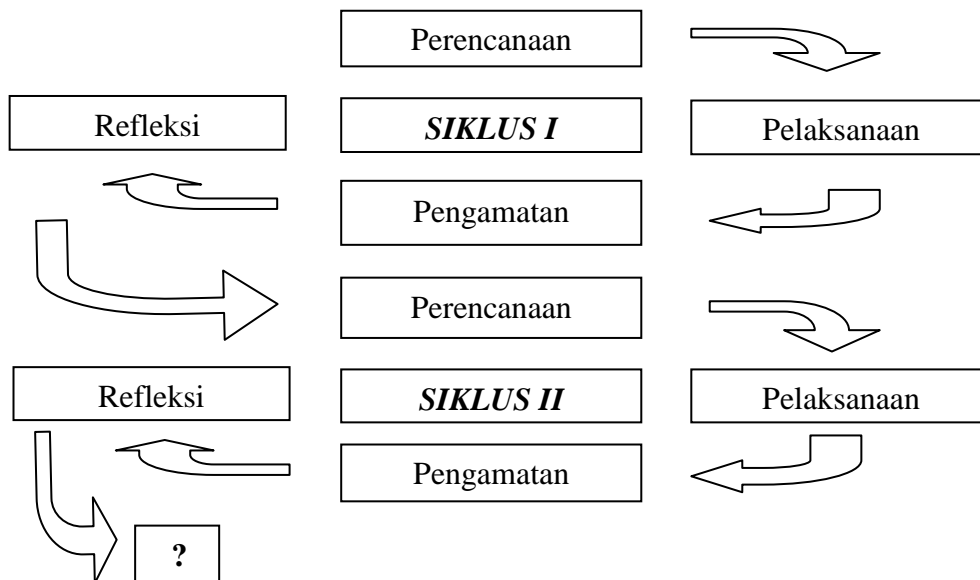 Perencanaan
Refleksi
SIKLUS I
Pelaksanaan
Pengamatan
Perencanaan
Refleksi
SIKLUS II
Pelaksanaan
Pengamatan
?